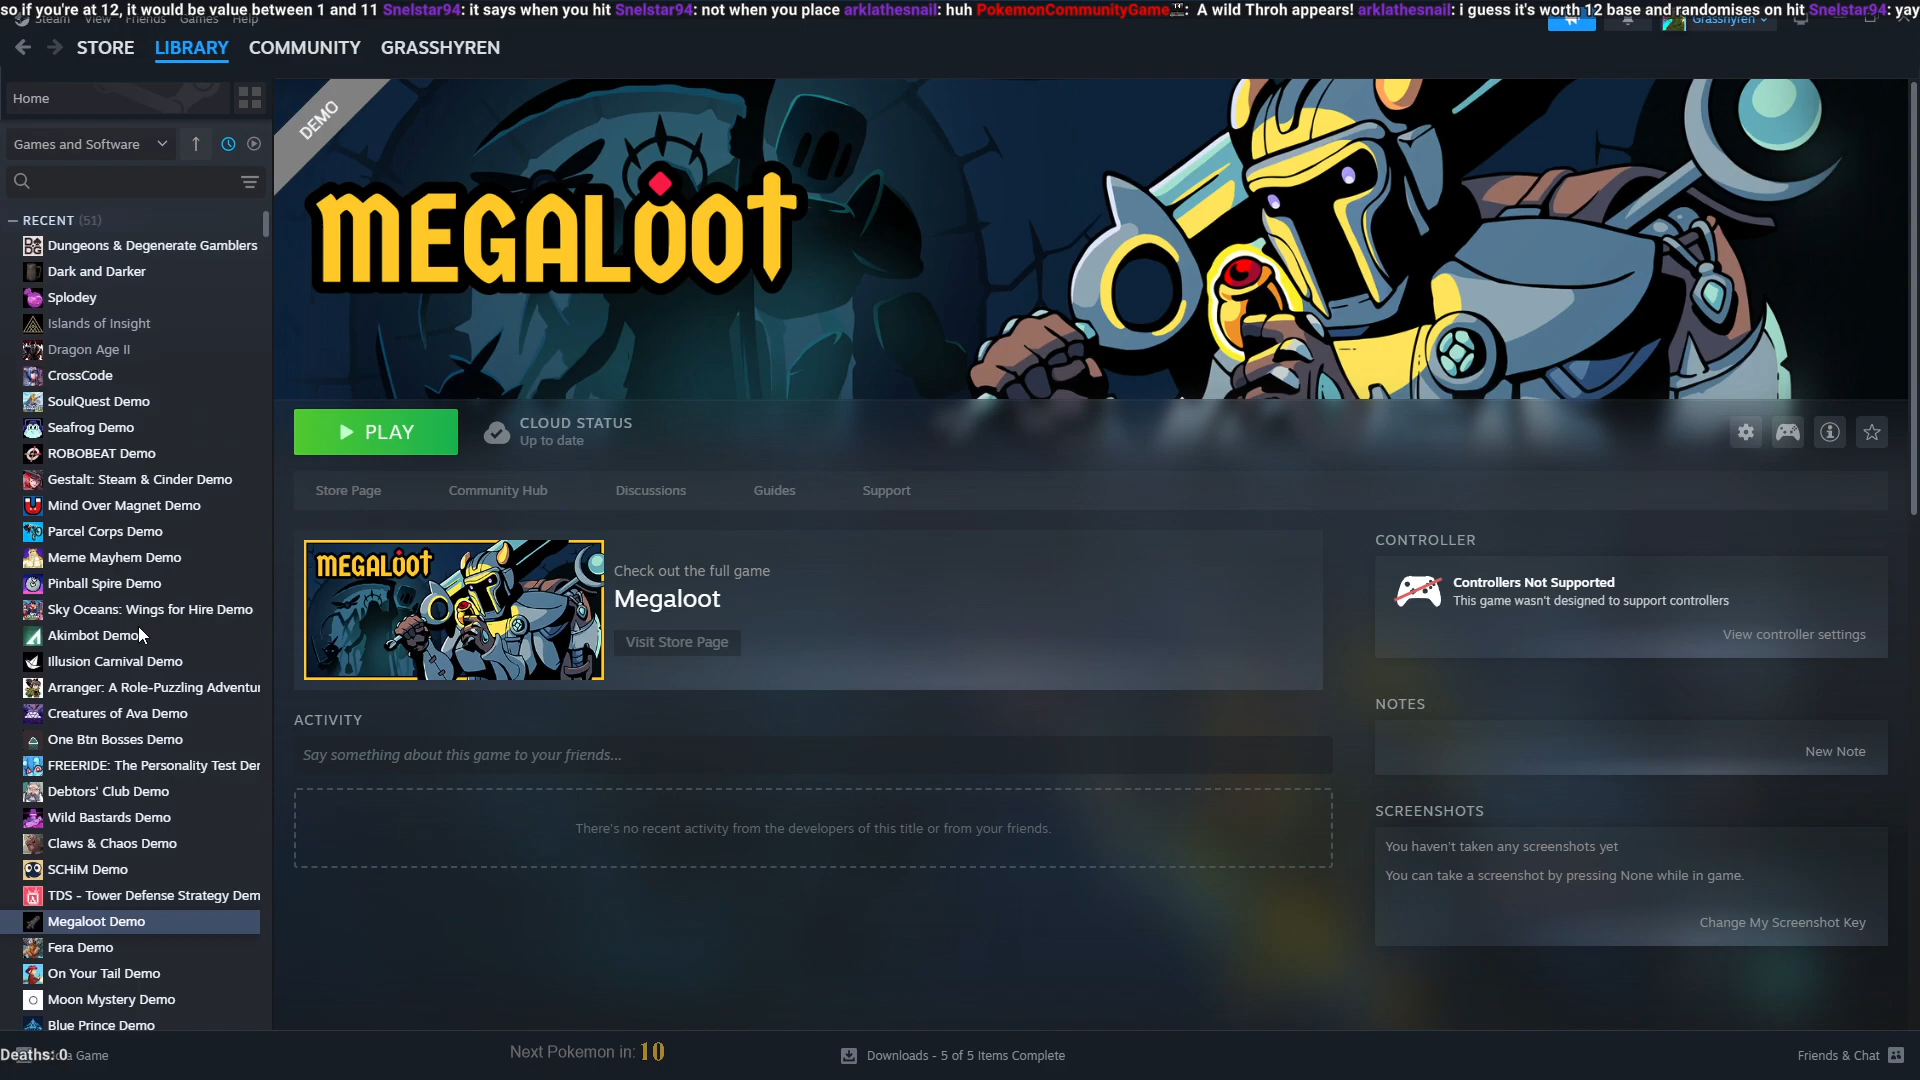 so if you're at 12, it would be value between 1 and 11 Snelstar94: it says when you hit Snelstar94: not when you place arklathesnail: huh PokemonCommunityGame: A wild Throh appears! arklathesnail: i guess it's worth 12 base and randomises on hit Snelstar94: yay
Steam View Friends Games Help
Grasshyren
STORE LIBRARY COMMUNITY GRASSHYREN
Home
Games and Software
RECENT (51)
Dungeons & Degenerate Gamblers
Dark and Darker
Splodey
Islands of Insight
Dragon Age II
CrossCode
SoulQuest Demo
Seafrog Demo
ROBOBEAT Demo
Gestalt: Steam & Cinder Demo
Mind Over Magnet Demo
Parcel Corps Demo
Meme Mayhem Demo
Pinball Spire Demo
Sky Oceans: Wings for Hire Demo
Akimbot Demo
Illusion Carnival Demo
Arranger: A Role-Puzzling Adventu
Creatures of Ava Demo
One Btn Bosses Demo
FREERIDE: The Personality Test Der
Debtors' Club Demo
Wild Bastards Demo
Claws & Chaos Demo
SCHiM Demo
TDS - Tower Defense Strategy Dem
Megaloot Demo
Fera Demo
On Your Tail Demo
Moon Mystery Demo
Blue Prince Demo
DEMO
MEGALOOT
PLAY
CLOUD STATUS
Up to date
Store Page Community Hub Discussions Guides Support
MEGALOOT
Check out the full game
Megaloot
Visit Store Page
ACTIVITY
Say something about this game to your friends...
There's no recent activity from the developers of this title or from your friends.
CONTROLLER
Controllers Not Supported
This game wasn't designed to support controllers
View controller settings
NOTES
New Note
SCREENSHOTS
You haven't taken any screenshots yet
You can take a screenshot by pressing None while in game.
Change My Screenshot Key
Deaths: 0
a Game
Next Pokemon in: 10
Downloads - 5 of 5 Items Complete
Friends & Chat